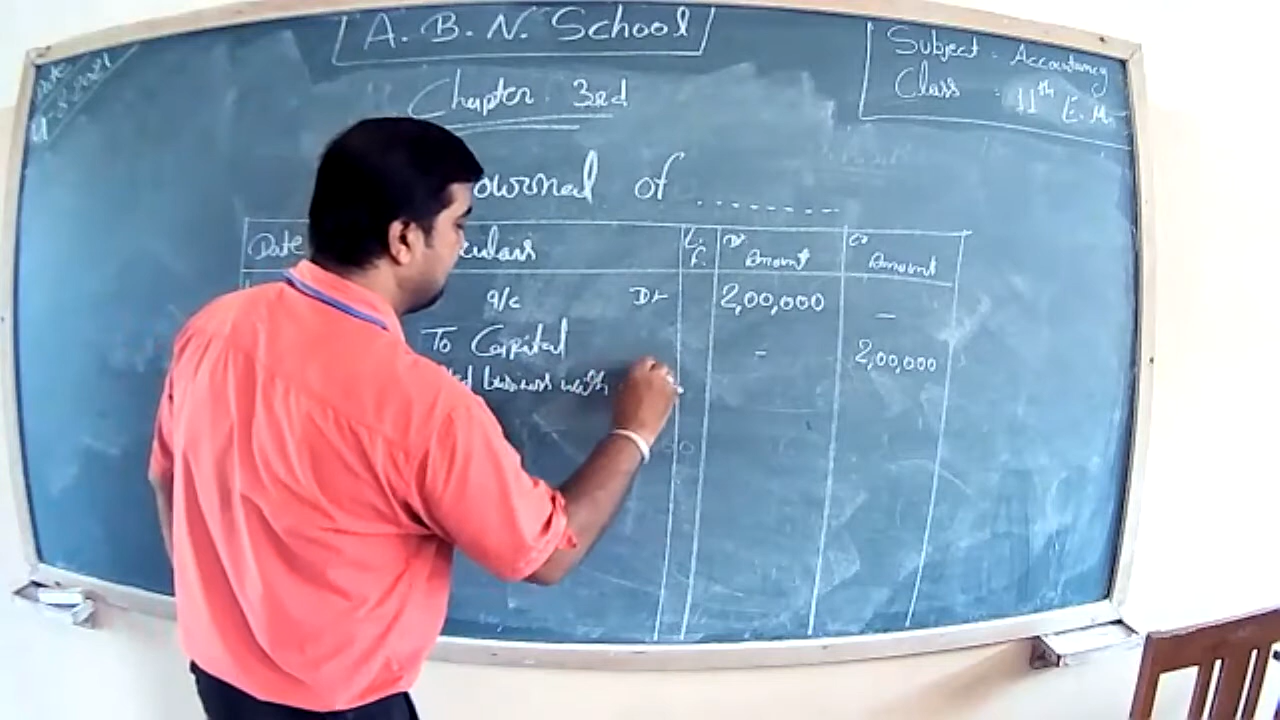 A. B. N. School
Subject : Accountancy
Class : 11th E.M.
Date
Chapter 3rd
Journal of ........
Date
L.F. Dr Amount Cr Amount
a/c Dr 2,00,000 -
To Capital - 2,00,000
business with